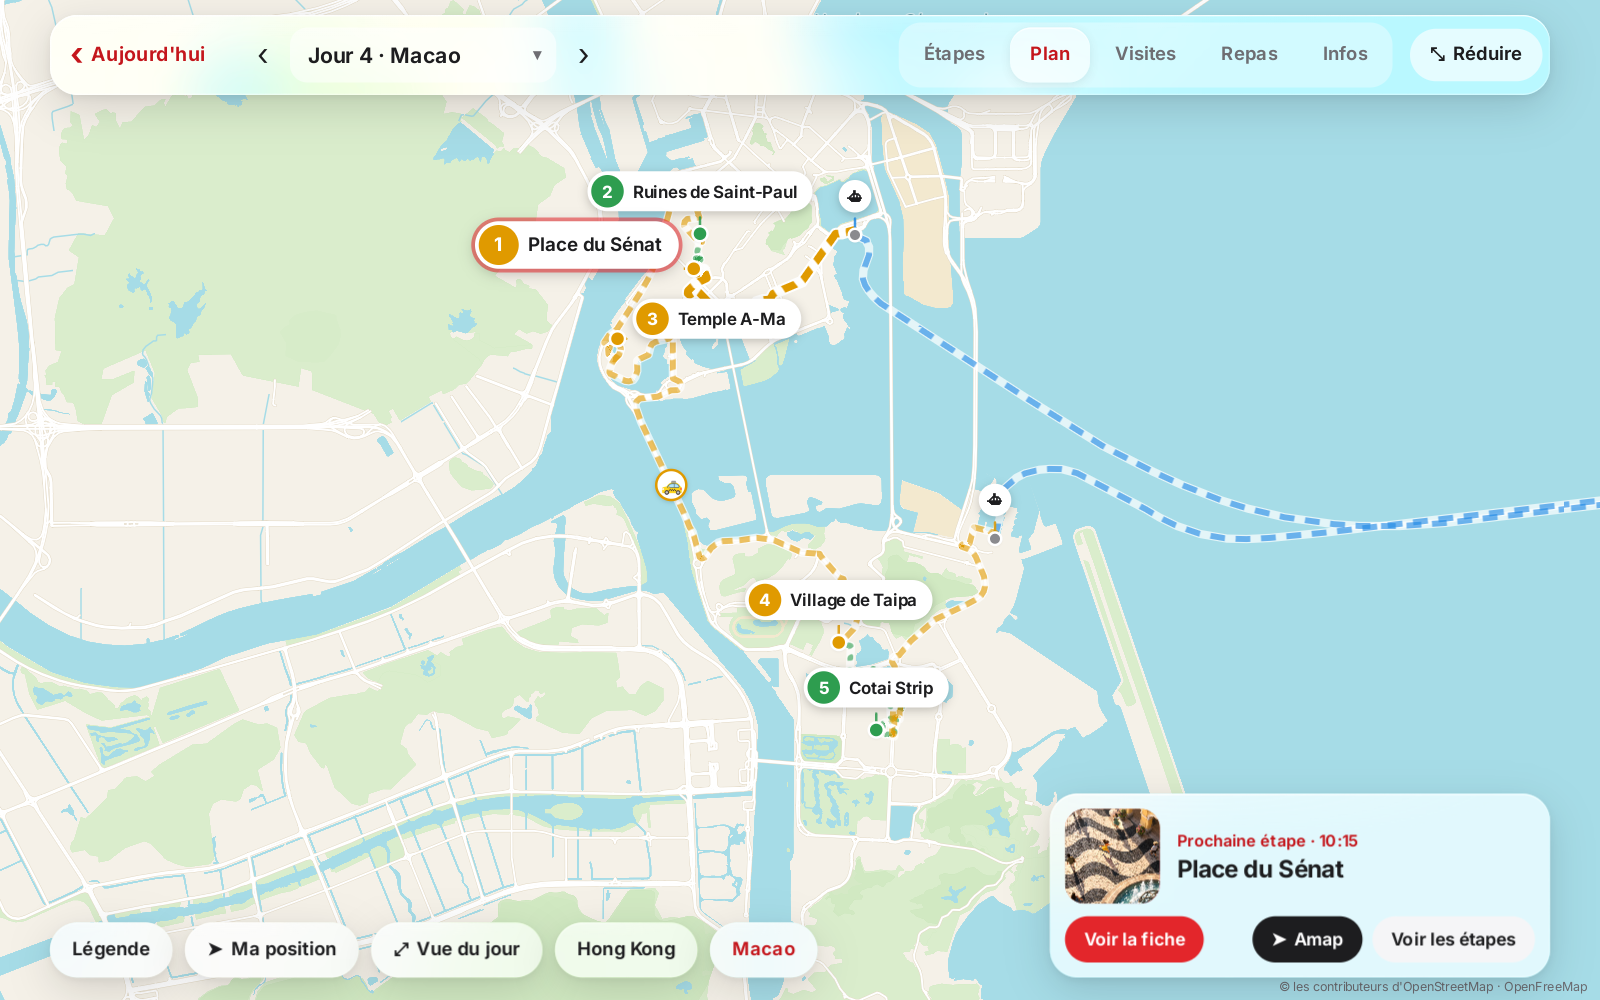 Aujourd'hui
Jour 4 · Macao
Étapes
Plan
Visites
Repas
Infos
Réduire
2 Ruines de Saint-Paul
1 Place du Sénat
3 Temple A-Ma
4 Village de Taipa
5 Cotai Strip
Prochaine étape · 10:15
Place du Sénat
Voir la fiche
Amap
Voir les étapes
Légende
Ma position
Vue du jour
Hong Kong
Macao
© les contributeurs d'OpenStreetMap · OpenFreeMap